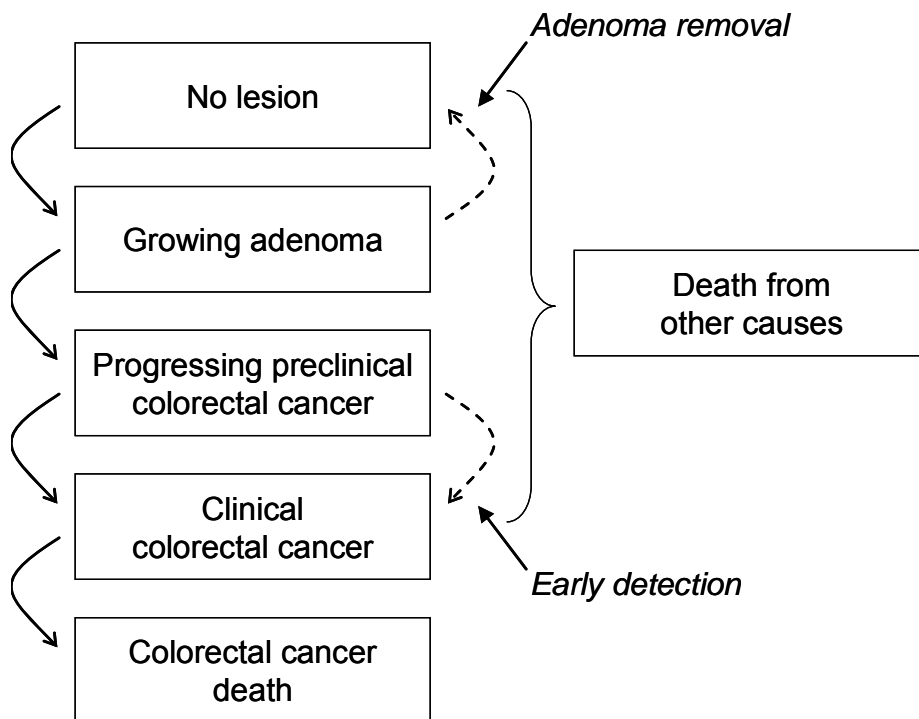 Adenoma removal
No lesion
Growing adenoma
Death from
other causes
Progressing preclinical
colorectal cancer
Clinical
colorectal cancer
Early detection
Colorectal cancer
death